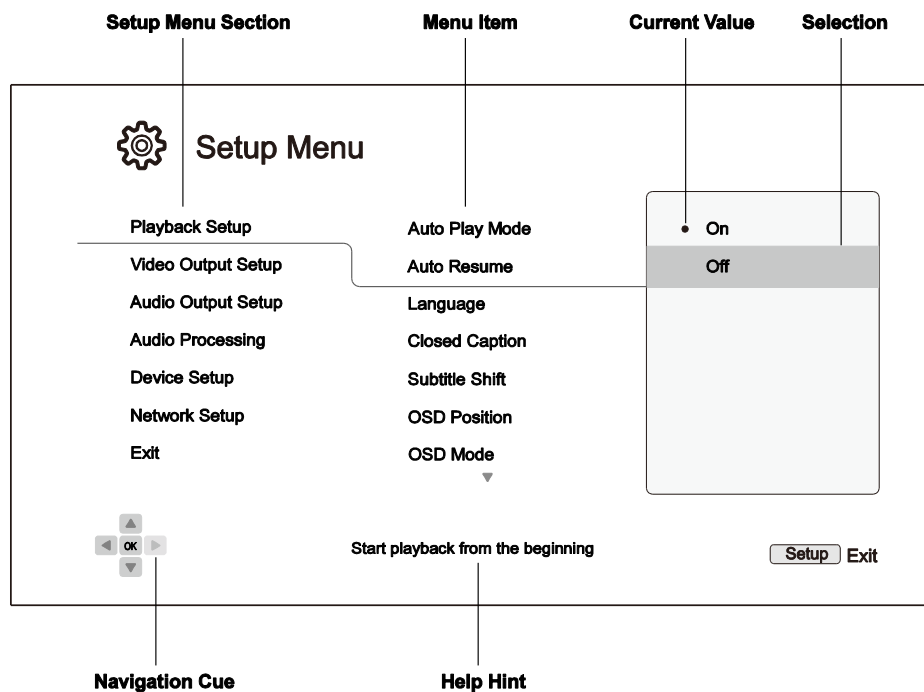 Setup Menu Section
Menu Item
Current Value
Selection
Setup Menu
Playback Setup
Video Output Setup
Audio Output Setup
Audio Processing
Device Setup
Network Setup
Exit
Auto Play Mode
Auto Resume
Language
Closed Caption
Subtitle Shift
OSD Position
OSD Mode
On
Off
OK
Start playback from the beginning
Setup Exit
Navigation Cue
Help Hint